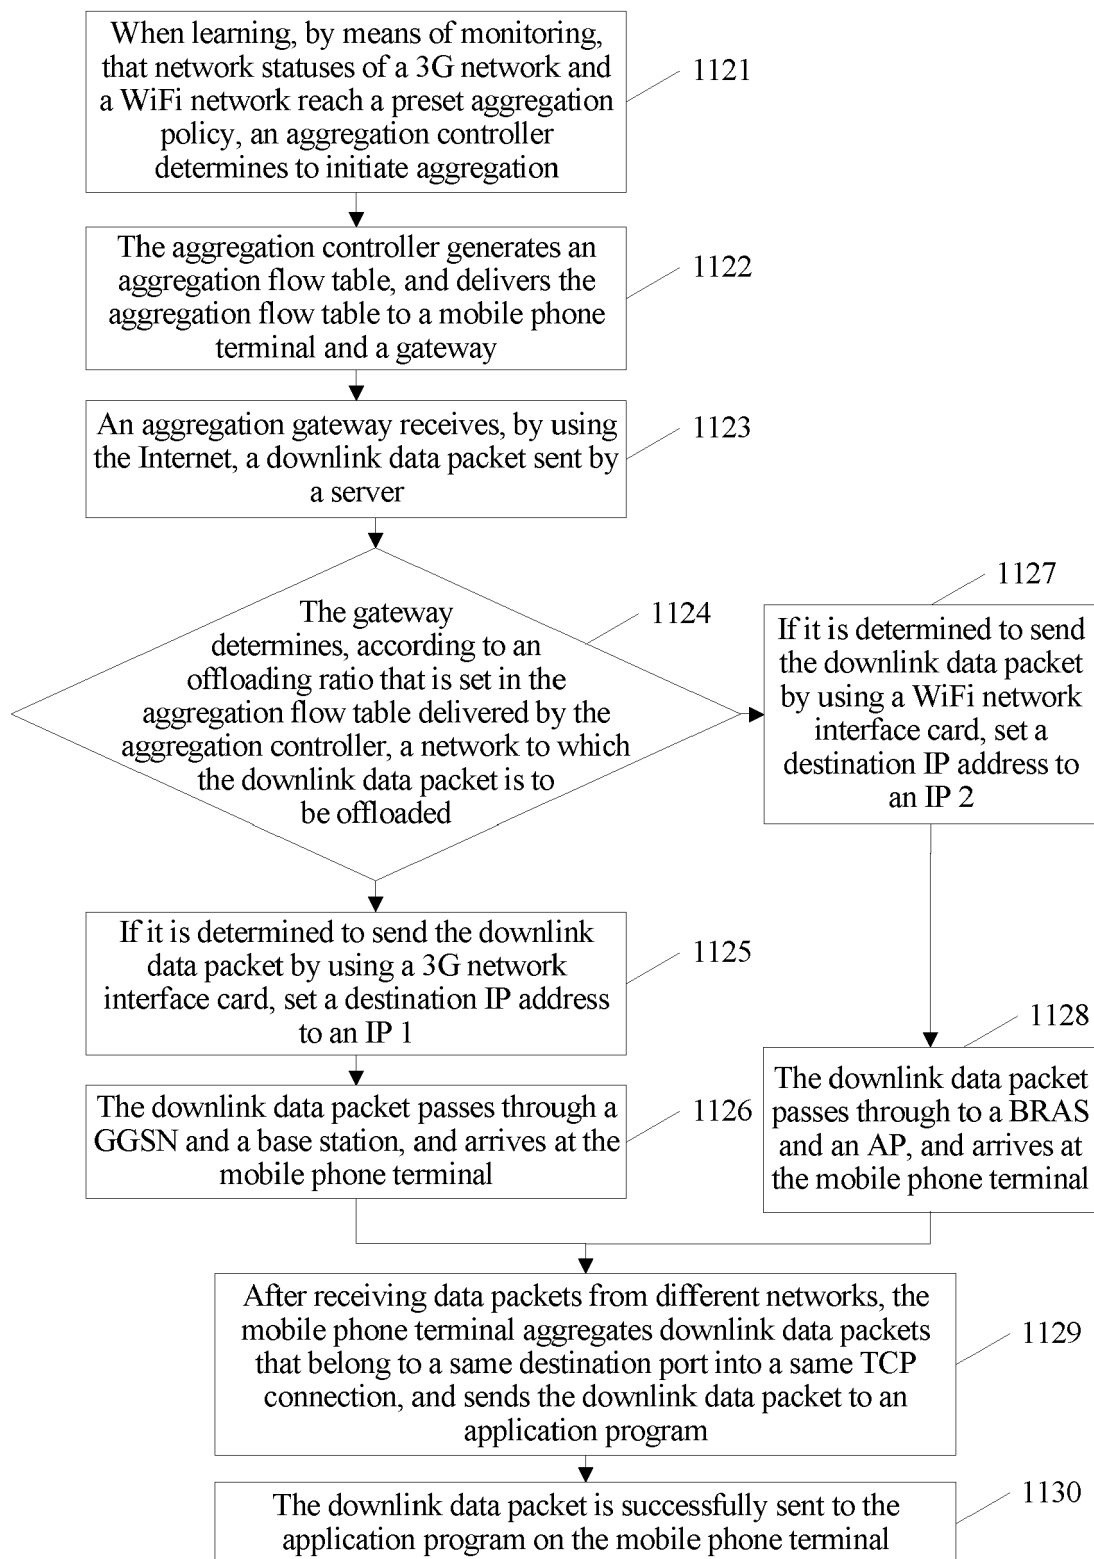 When learning, by means of monitoring,
that network statuses of a 3G network and
a WiFi network reach a preset aggregation
policy, an aggregation controller
determines to initiate aggregation
1121
The aggregation controller generates an
aggregation flow table, and delivers the
aggregation flow table to a mobile phone
terminal and a gateway
1122
An aggregation gateway receives, by using
the Internet, a downlink data packet sent by
a server
1123
The gateway
determines, according to an
offloading ratio that is set in the
aggregation flow table delivered by the
aggregation controller, a network to which
the downlink data packet is to
be offloaded
1124
If it is determined to send the downlink
data packet by using a 3G network
interface card, set a destination IP address
to an IP 1
1125
The downlink data packet passes through a
GGSN and a base station, and arrives at the
mobile phone terminal
1126
1127
If it is determined to send
the downlink data packet
by using a WiFi network
interface card, set a
destination IP address to
an IP 2
1128
The downlink data packet
passes through to a BRAS
and an AP, and arrives at
the mobile phone terminal
After receiving data packets from different networks, the
mobile phone terminal aggregates downlink data packets
that belong to a same destination port into a same TCP
connection, and sends the downlink data packet to an
application program
1129
The downlink data packet is successfully sent to the
application program on the mobile phone terminal
1130